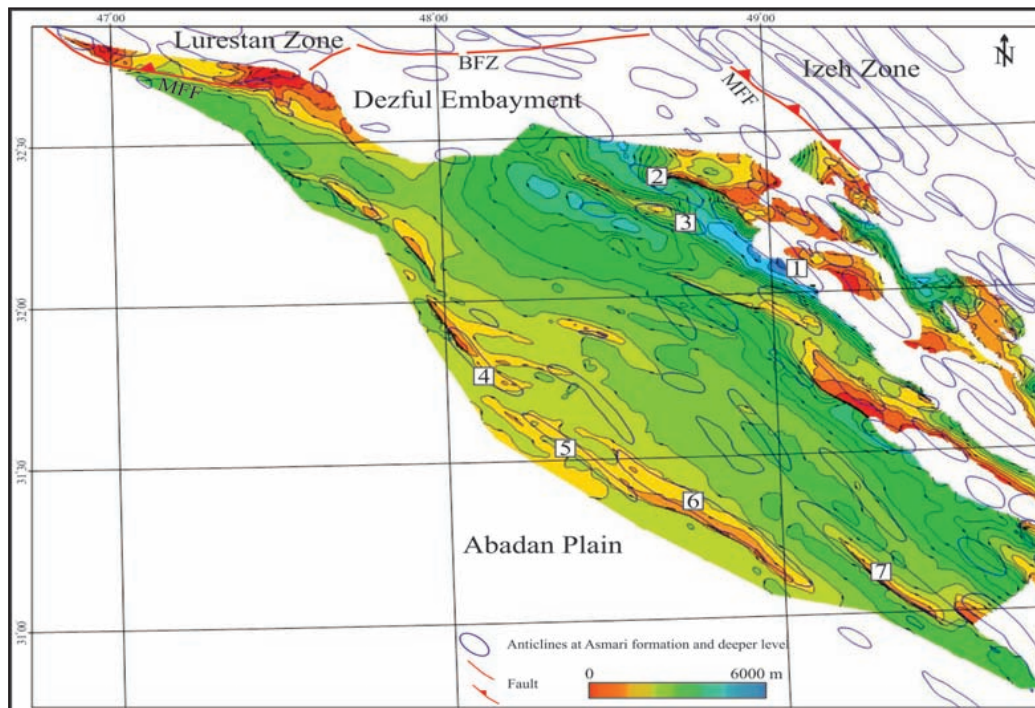 47°00'
48°00'
49°00'
Lurestan Zone
BFZ
MFF
Izeh Zone
N
MFF
Dezful Embayment
32°30'
2
3
1
32°00'
4
5
31°30'
6
Abadan Plain
7
31°00'
Anticlines at Asmari formation and deeper level
Fault
0
6000 m